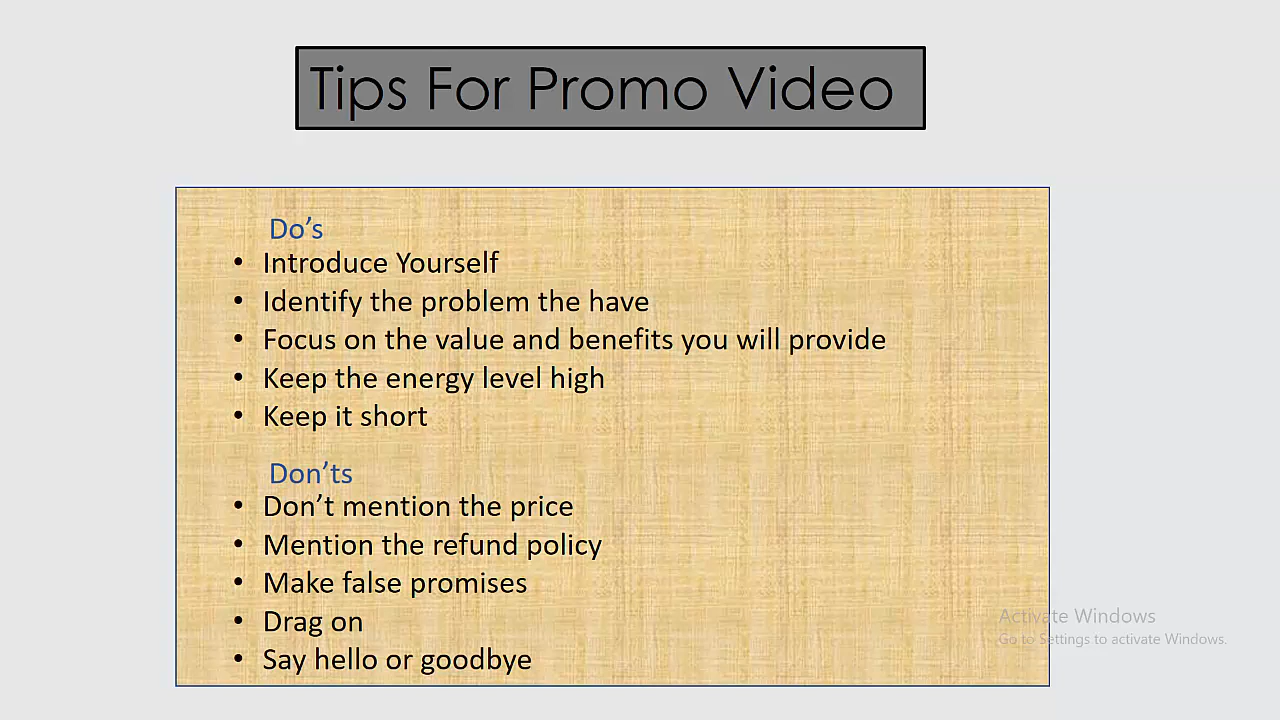 Tips For Promo Video
Do’s
• Introduce Yourself
• Identify the problem the have
• Focus on the value and benefits you will provide
• Keep the energy level high
• Keep it short
Don’ts
• Don’t mention the price
• Mention the refund policy
• Make false promises
• Drag on
• Say hello or goodbye
Activate Windows
Go to Settings to activate Windows.